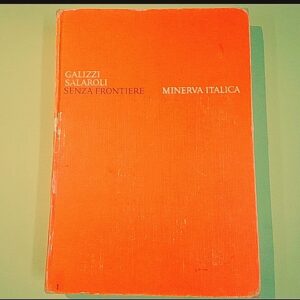 GALIZZI
SALAROLI
SENZA FRONTIERE
MINERVA ITALICA